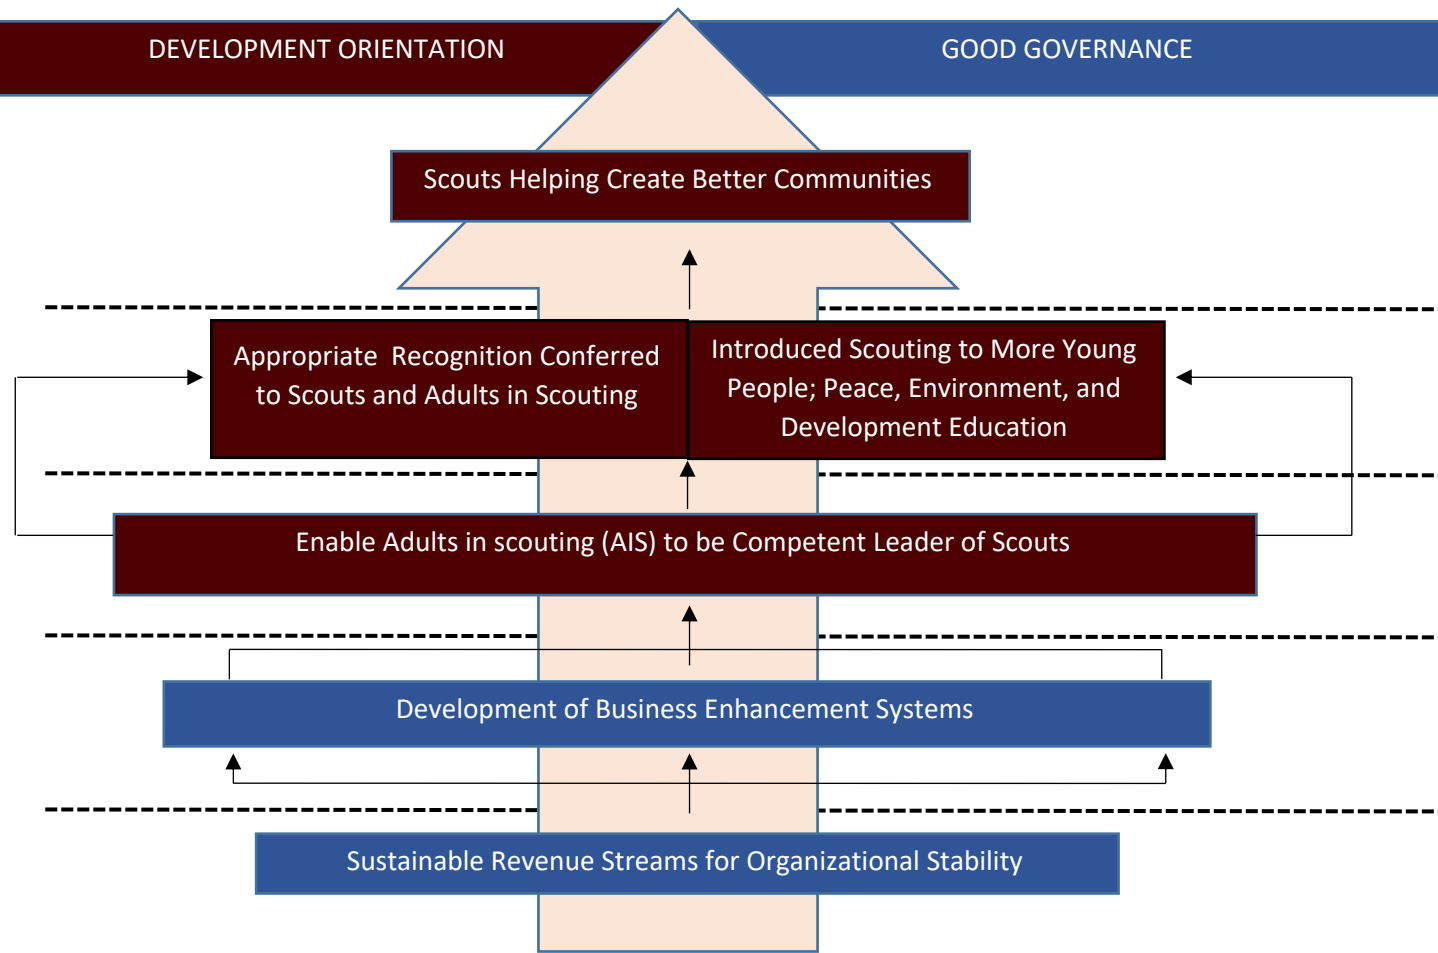 DEVELOPMENT ORIENTATION
GOOD GOVERNANCE
Scouts Helping Create Better Communities
Appropriate  Recognition Conferred
to Scouts and Adults in Scouting
Introduced Scouting to More Young
People; Peace, Environment, and
Development Education
Enable Adults in scouting (AIS) to be Competent Leader of Scouts
Development of Business Enhancement Systems
Sustainable Revenue Streams for Organizational Stability